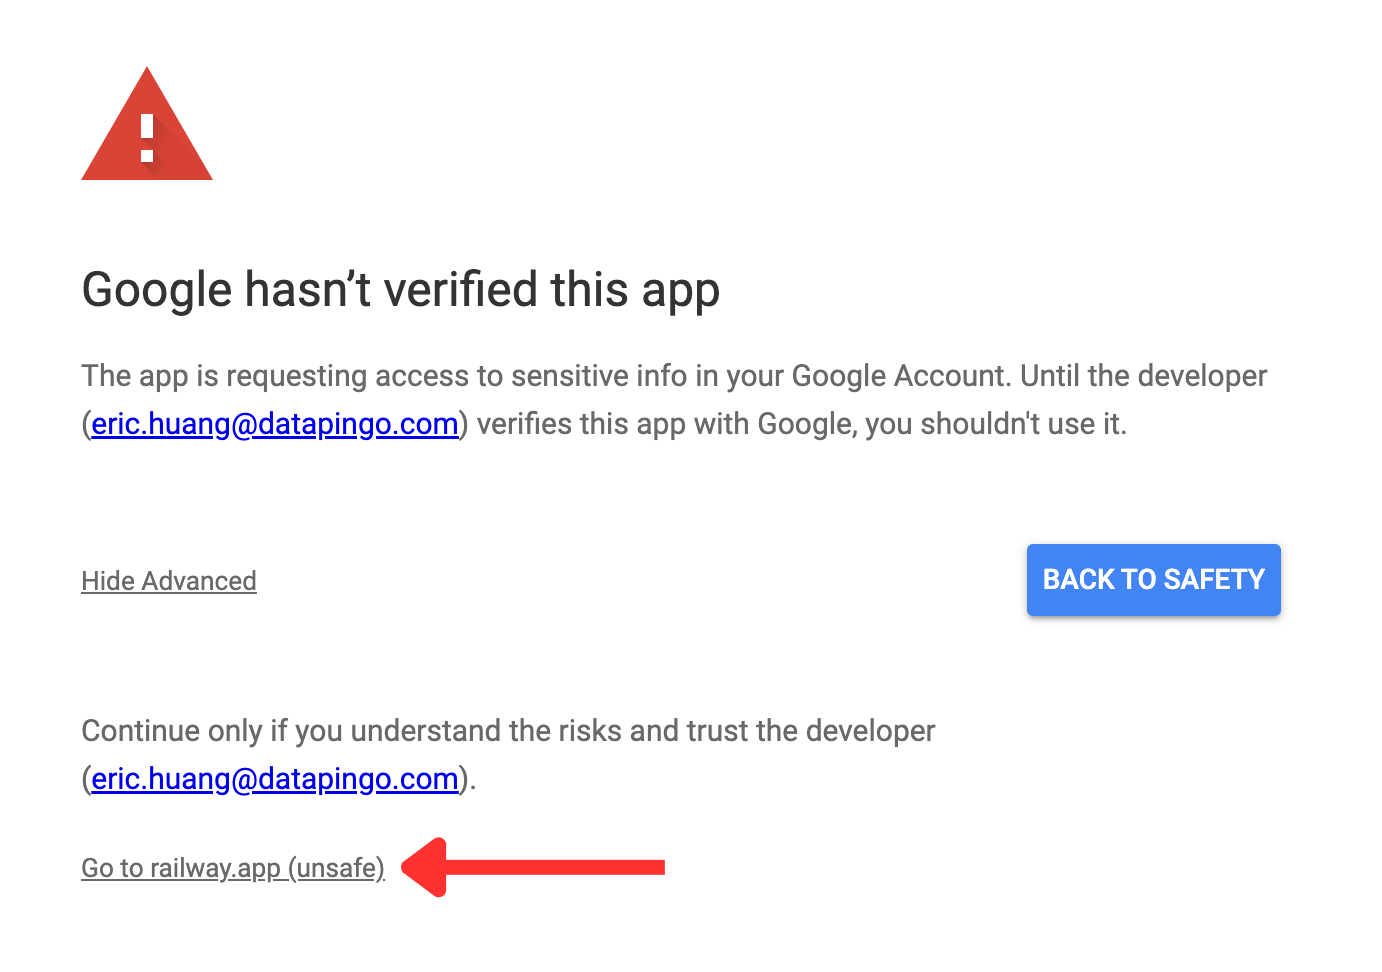 Google hasn’t verified this app
The app is requesting access to sensitive info in your Google Account. Until the developer
(eric.huang@datapingo.com) verifies this app with Google, you shouldn't use it.
Hide Advanced
BACK TO SAFETY
Continue only if you understand the risks and trust the developer
(eric.huang@datapingo.com).
Go to railway.app (unsafe)